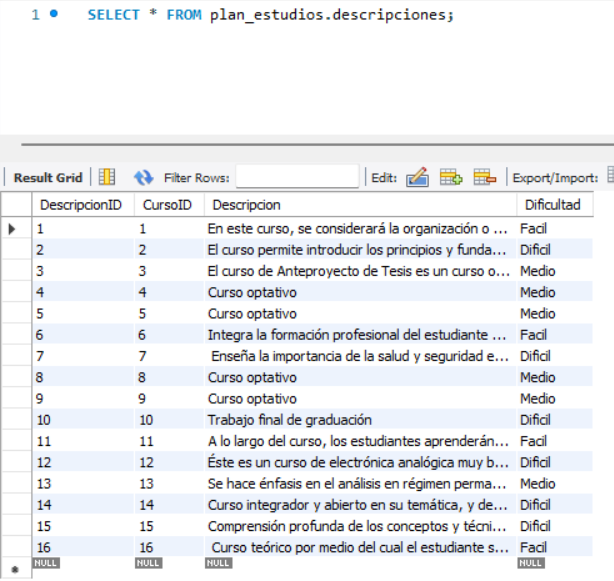 1 SELECT * FROM plan_estudios.descripciones;
Result Grid Filter Rows: Edit: Export/Import:
DescripcionID CursoID Descripcion Dificultad
1 1 En este curso, se considerará la organización o ... Facil
2 2 El curso permite introducir los principios y funda... Dificil
3 3 El curso de Anteproyecto de Tesis es un curso o... Medio
4 4 Curso optativo Medio
5 5 Curso optativo Medio
6 6 Integra la formación profesional del estudiante ... Facil
7 7 Enseña la importancia de la salud y seguridad e... Dificil
8 8 Curso optativo Medio
9 9 Curso optativo Medio
10 10 Trabajo final de graduación Dificil
11 11 A lo largo del curso, los estudiantes aprenderán... Facil
12 12 Éste es un curso de electrónica analógica muy b... Dificil
13 13 Se hace énfasis en el análisis en régimen perma... Medio
14 14 Curso integrador y abierto en su temática, y de... Dificil
15 15 Comprensión profunda de los conceptos y técni... Dificil
16 16 Curso teórico por medio del cual el estudiante s... Facil
NULL NULL NULL NULL